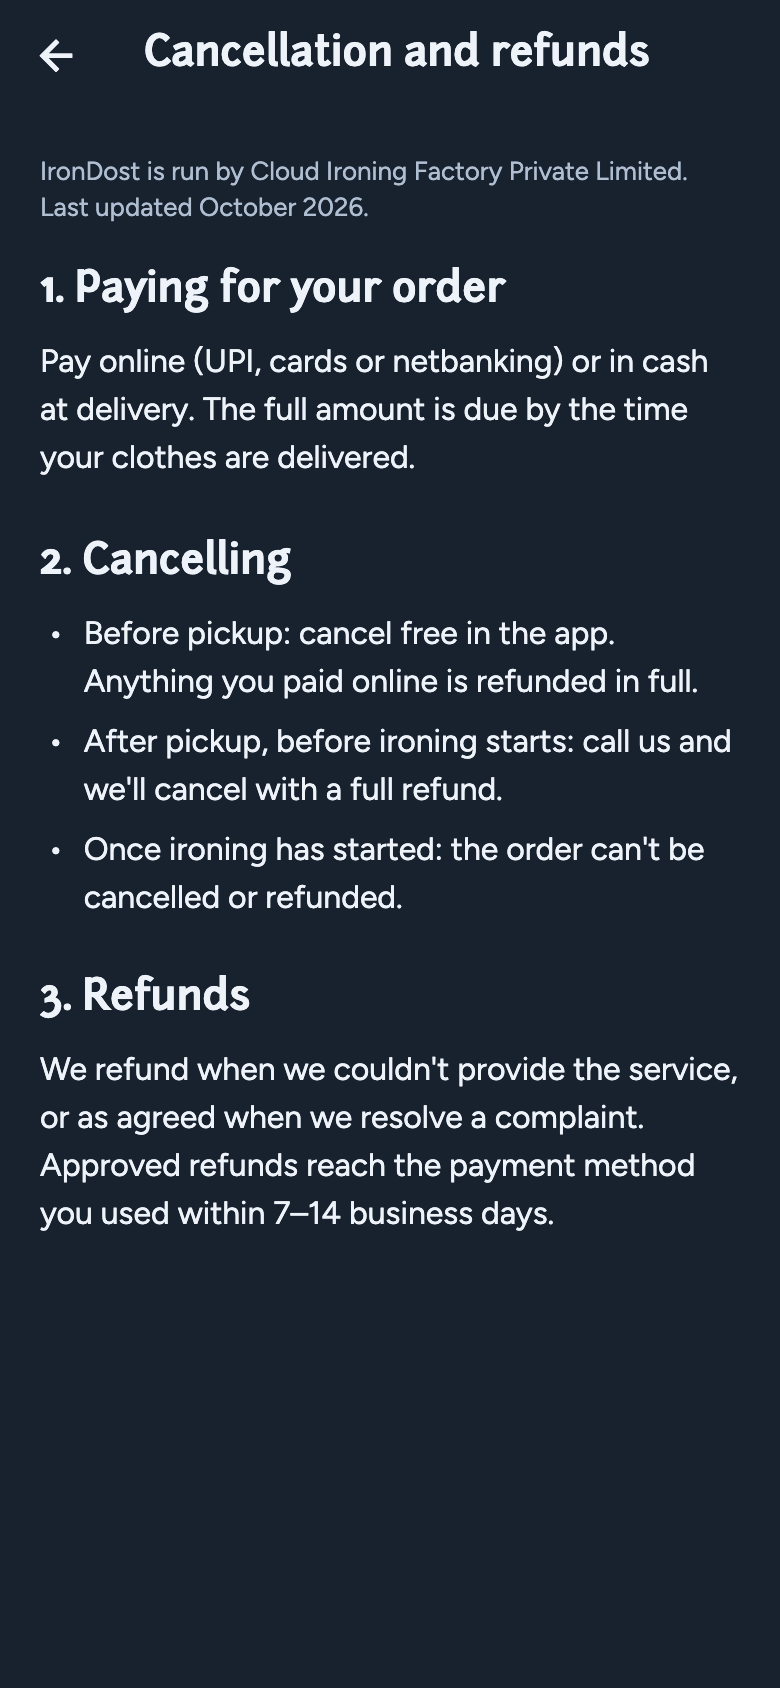 Cancellation and refunds
IronDost is run by Cloud Ironing Factory Private Limited.
Last updated October 2026.
1. Paying for your order
Pay online (UPI, cards or netbanking) or in cash
at delivery. The full amount is due by the time
your clothes are delivered.
2. Cancelling
• Before pickup: cancel free in the app.
Anything you paid online is refunded in full.
• After pickup, before ironing starts: call us and
we'll cancel with a full refund.
• Once ironing has started: the order can't be
cancelled or refunded.
3. Refunds
We refund when we couldn't provide the service,
or as agreed when we resolve a complaint.
Approved refunds reach the payment method
you used within 7–14 business days.